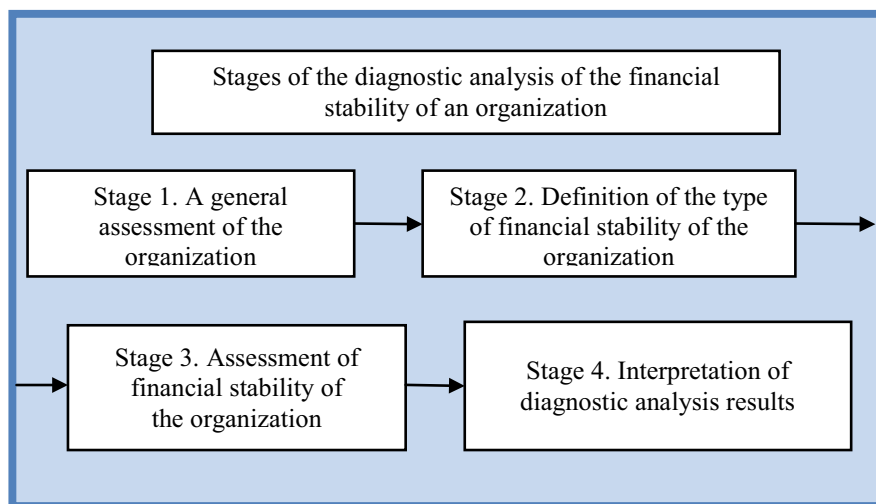 Stages of the diagnostic analysis of the financial
stability of an organization
Stage 1. A general
assessment of the
organization
Stage 2. Definition of the type
of financial stability of the
organization
Stage 3. Assessment of
financial stability of
the organization
Stage 4. Interpretation of
diagnostic analysis results